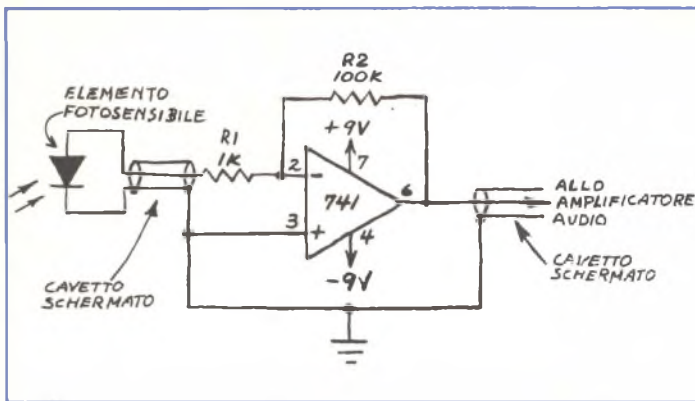 R2
100K
ELEMENTO
FOTOSENSIBILE
R1
1K
+9V
7
2
-
741
6
3
+
4
-9V
ALLO
AMPLIFICATORE
AUDIO
CAVETTO
SCHERMATO
CAVETTO
SCHERMATO